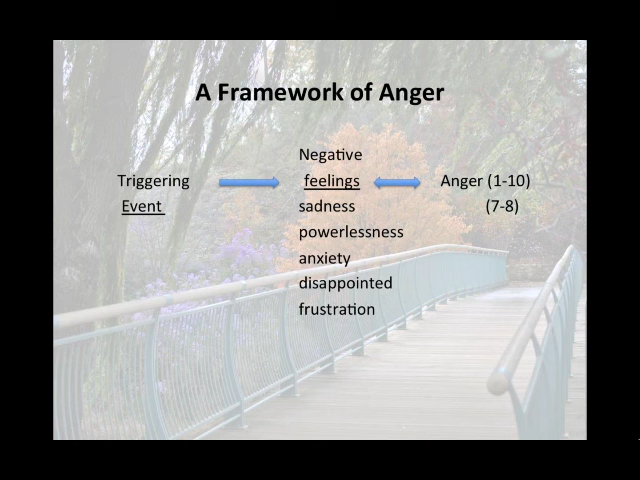 A Framework of Anger
Negative
Triggering feelings Anger (1-10)
Event sadness (7-8)
powerlessness
anxiety
disappointed
frustration